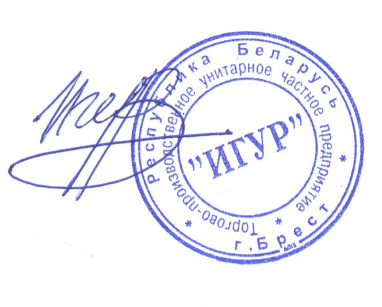 Республика Беларусь
г.Брест
Торгово-производственное унитарное частное предприятие
"ИГУР"